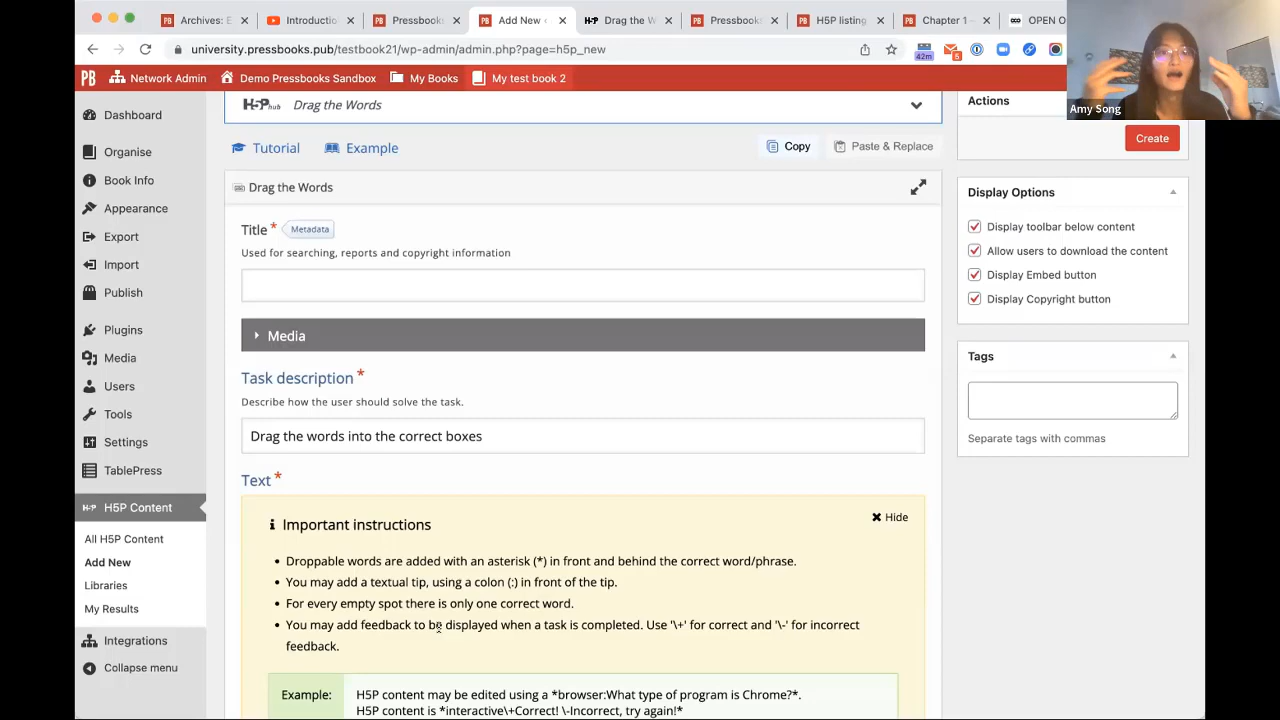 Archives: E
Introductio
Pressbooks
Add New
H-P Drag the W
Pressbook
H5P listing
Chapter 1 –
OPEN O
university.pressbooks.pub/testbook21/wp-admin/admin.php?page=h5p_new
42m
5
PB Network Admin Demo Pressbooks Sandbox My Books My test book 2
Amy Song
Dashboard
Organise
Book Info
Appearance
Export
Import
Publish
Plugins
Media
Users
Tools
Settings
TablePress
H5P Content
All H5P Content
Add New
Libraries
My Results
Integrations
Collapse menu
H5P hub Drag the Words
Tutorial Example Copy Paste & Replace
Drag the Words
Title * Metadata
Used for searching, reports and copyright information
Media
Task description *
Describe how the user should solve the task.
Drag the words into the correct boxes
Text *
Important instructions Hide
• Droppable words are added with an asterisk (*) in front and behind the correct word/phrase.
• You may add a textual tip, using a colon (:) in front of the tip.
• For every empty spot there is only one correct word.
• You may add feedback to be displayed when a task is completed. Use '\+' for correct and '\-' for incorrect
feedback.
Example: H5P content may be edited using a *browser:What type of program is Chrome?*.
H5P content is *interactive\+Correct! \-Incorrect, try again!*
Actions
Create
Display Options
Display toolbar below content
Allow users to download the content
Display Embed button
Display Copyright button
Tags
Separate tags with commas